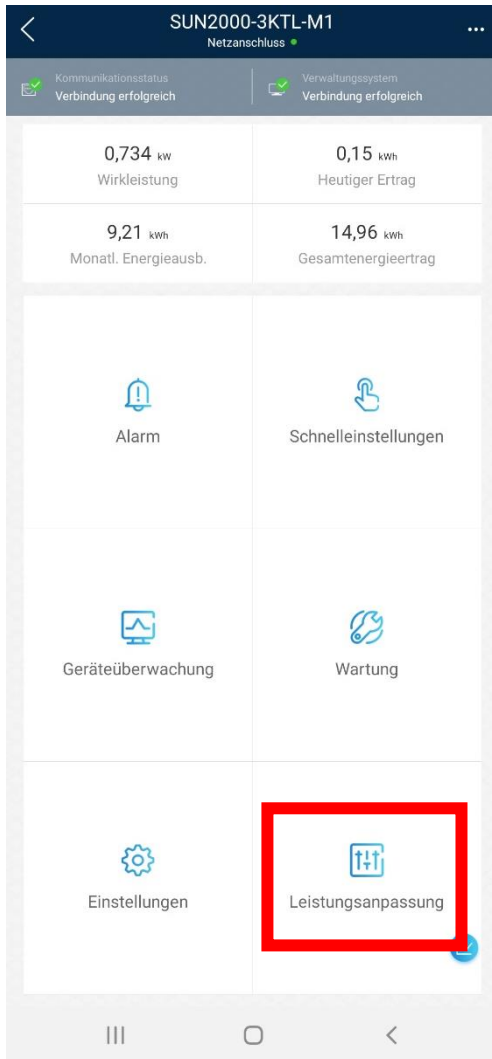 SUN2000-3KTL-M1
Netzanschluss
Kommunikationsstatus
Verbindung erfolgreich
Verwaltungssystem
Verbindung erfolgreich
0,734 kW
Wirkleistung
0,15 kWh
Heutiger Ertrag
9,21 kWh
Monatl. Energieausb.
14,96 kWh
Gesamtenergieertrag
Alarm
Schnelleinstellungen
Geräteüberwachung
Wartung
Einstellungen
Leistungsanpassung